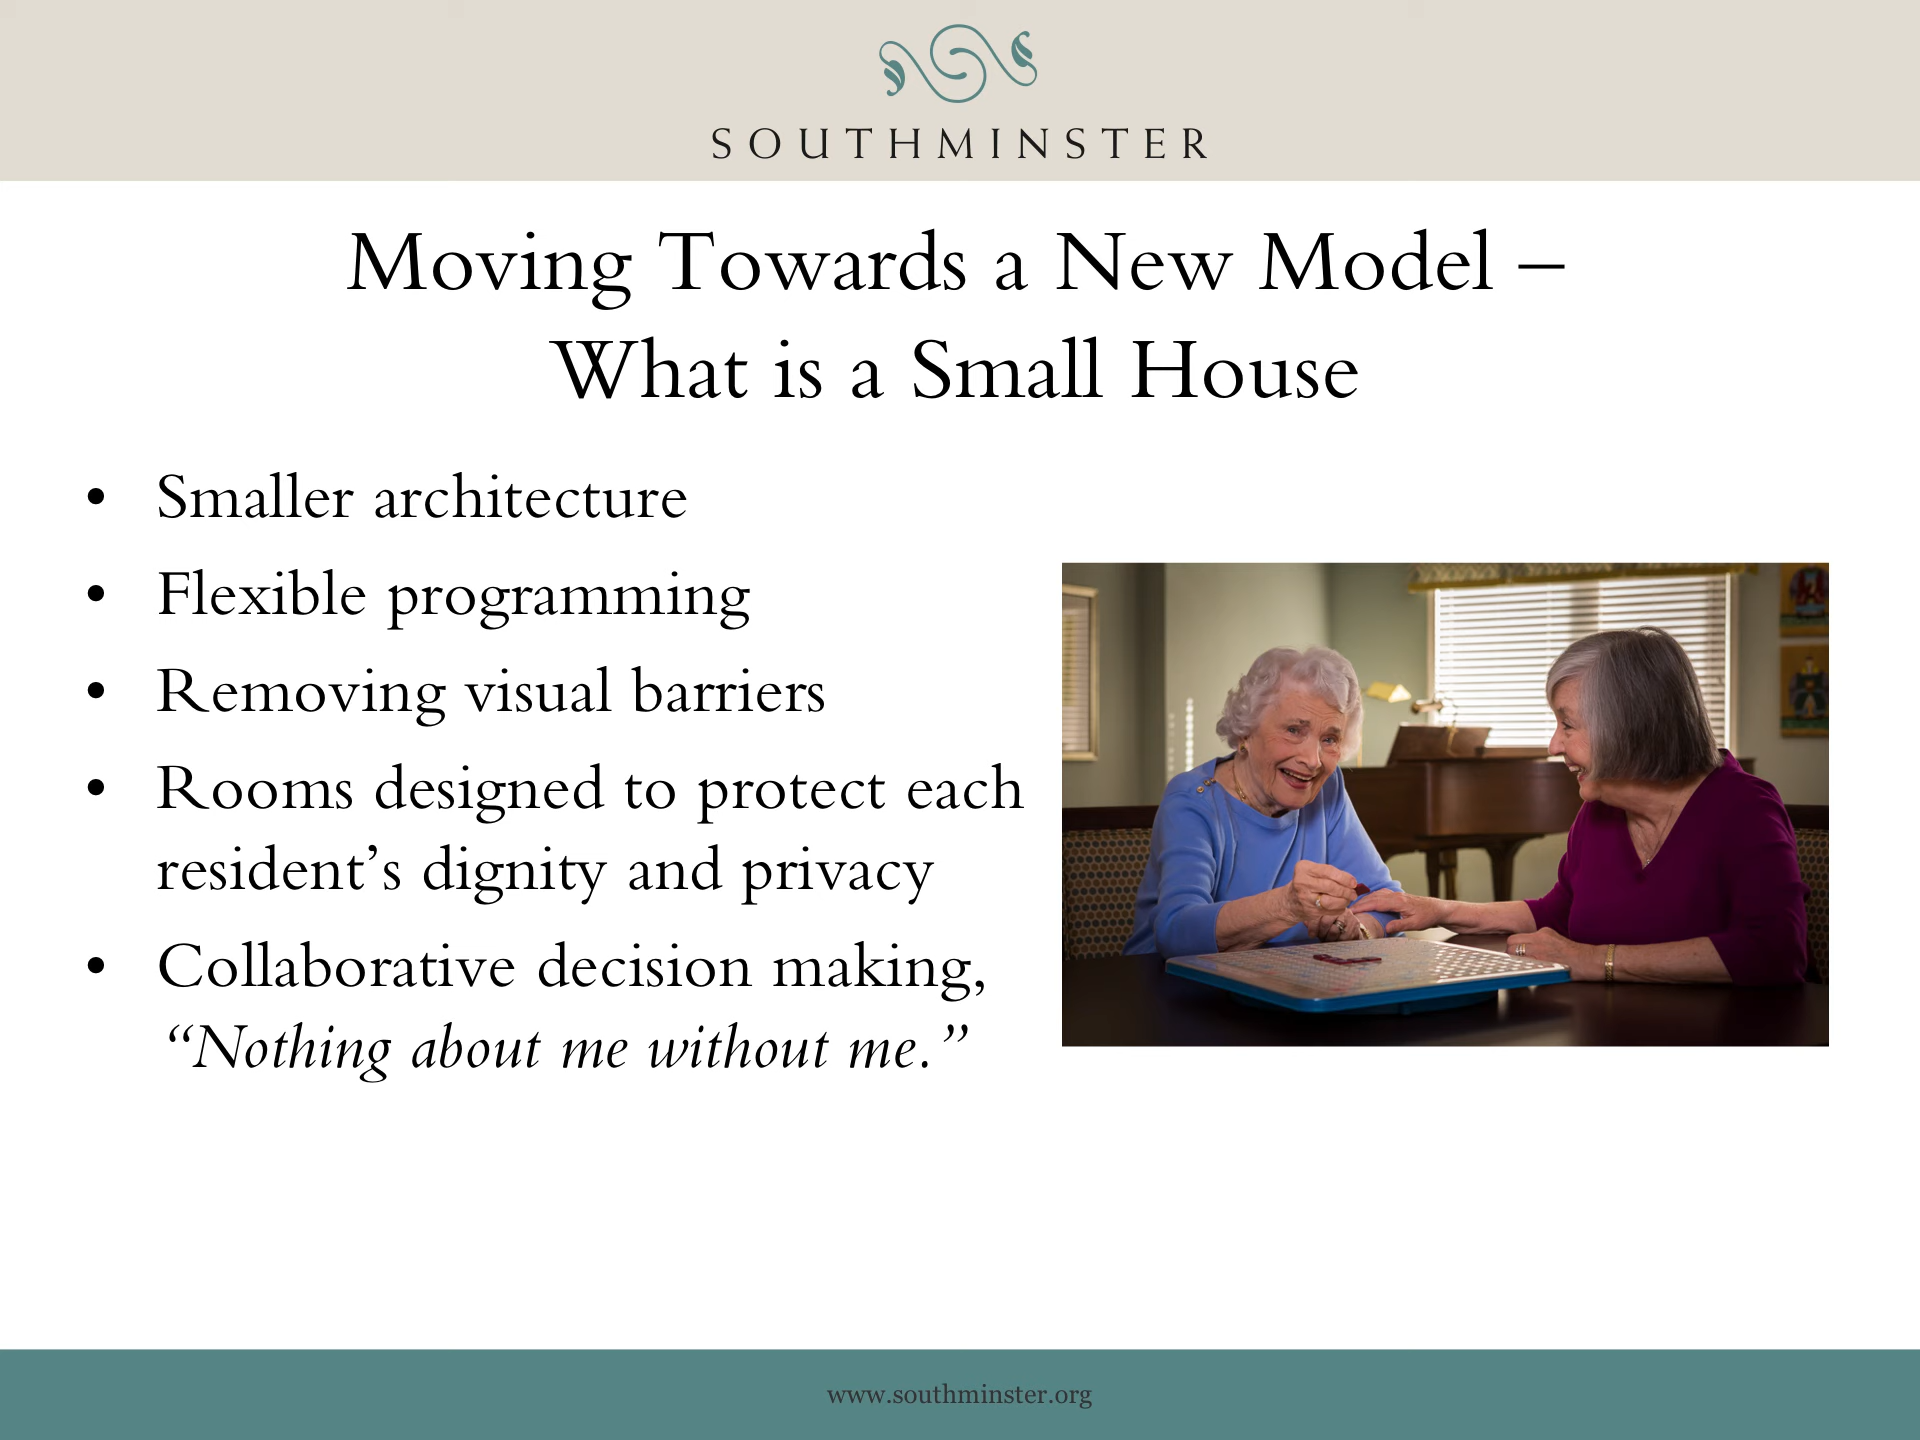 SOUTHMINSTER
Moving Towards a New Model –
What is a Small House
• Smaller architecture
• Flexible programming
• Removing visual barriers
• Rooms designed to protect each
resident’s dignity and privacy
• Collaborative decision making,
“Nothing about me without me.”
www.southminster.org